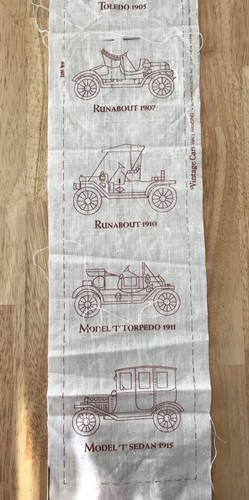 TOLEDO 1905
RUNABOUT 1907
RUNABOUT 1910
MODEL 'T' TORPEDO 1911
MODEL 'T' SEDAN 1915
Vintage Cars